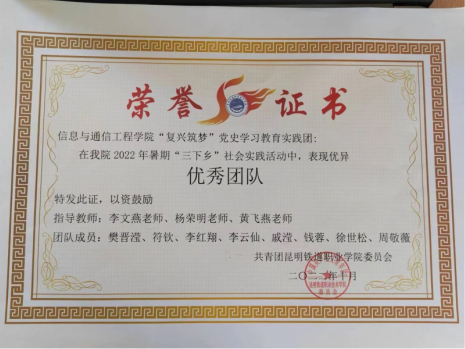 荣誉证书
信息与通信工程学院“复兴筑梦”党史学习教育实践团:
在我院2022年暑期“三下乡”社会实践活动中,表现优异
优秀团队
特发此证,以资鼓励
指导教师:李文燕老师、杨荣明老师、黄飞燕老师
团队成员:樊晋滢、符钦、李红翔、李云仙、戚滢、钱蓉、徐世松、周敬薇
共青团昆明铁道职业学院委员会
二〇二 年十月